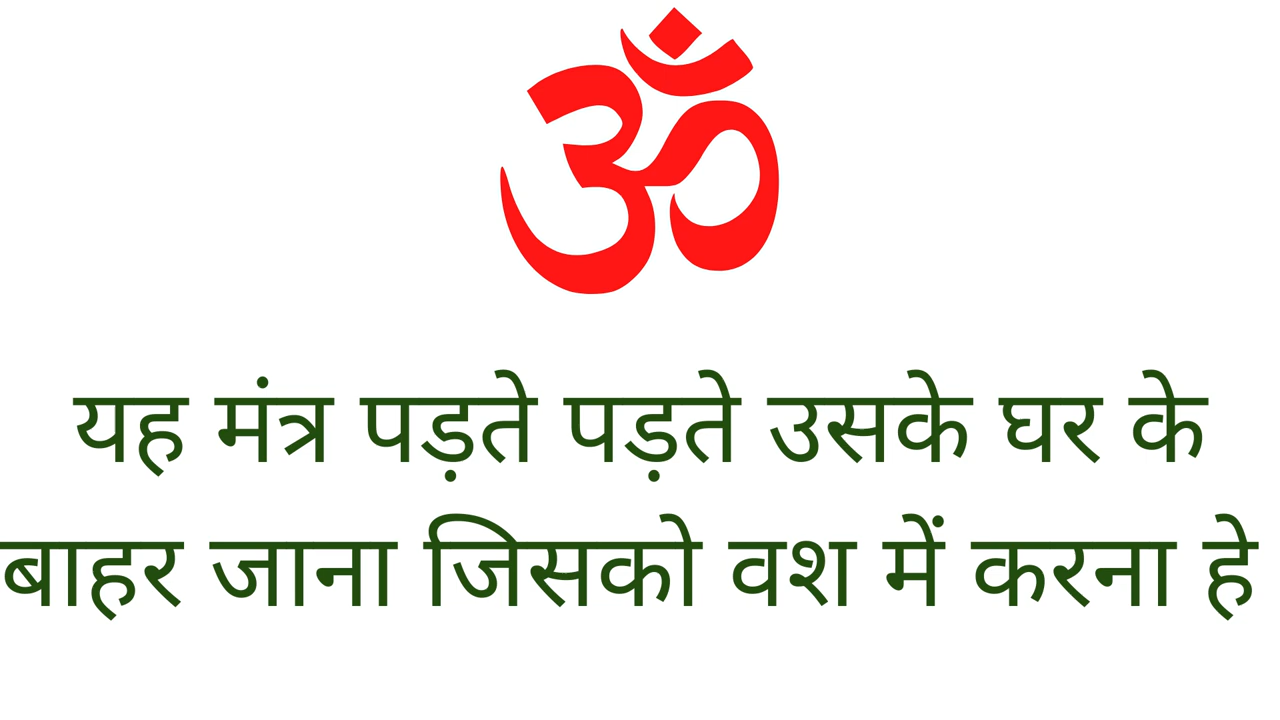 ॐ
यह मंत्र पड़ते पड़ते उसके घर के
बाहर जाना जिसको वश में करना हे